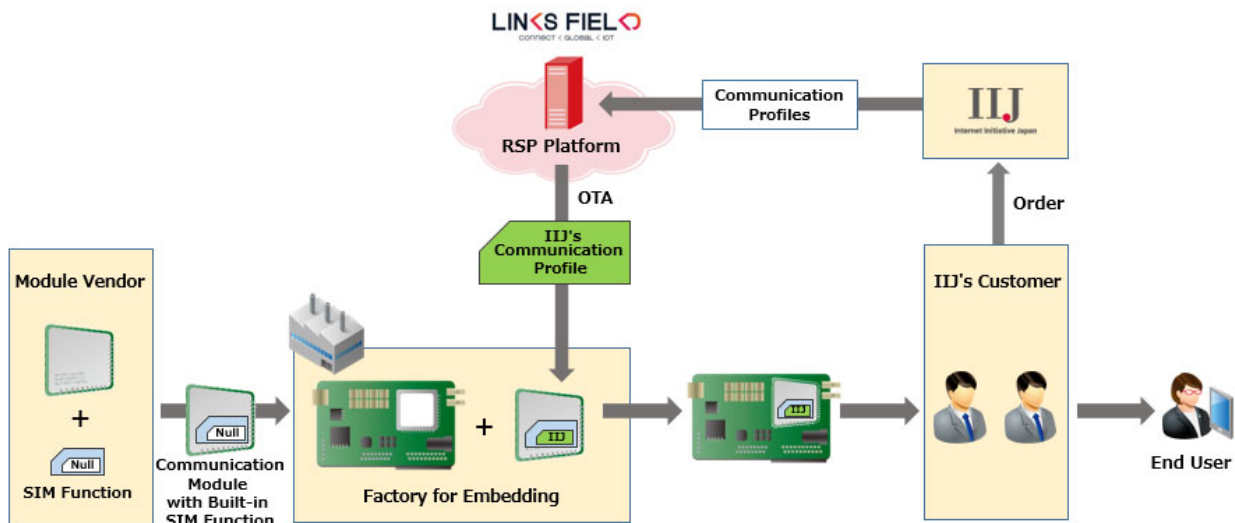 LINKS FIELD
CONNECT < GLOBAL < IOT
RSP Platform
Communication
Profiles
IIJ
Internet Initiative Japan
OTA
Order
IIJ's
Communication
Profile
Module Vendor
+
Null
SIM Function
Null
Communication
Module
with Built-in
SIM Function
+
IIJ
Factory for Embedding
IIJ
IIJ's Customer
End User